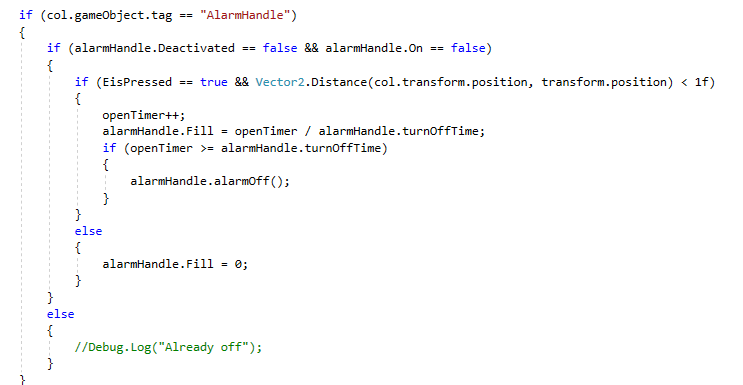 if (col.gameObject.tag == "AlarmHandle")
{
if (alarmHandle.Deactivated == false && alarmHandle.On == false)
{
if (EisPressed == true && Vector2.Distance(col.transform.position, transform.position) < 1f)
{
openTimer++;
alarmHandle.Fill = openTimer / alarmHandle.turnOffTime;
if (openTimer >= alarmHandle.turnOffTime)
{
alarmHandle.alarmOff();
}
}
else
{
alarmHandle.Fill = 0;
}
}
else
{
//Debug.Log("Already off");
}
}